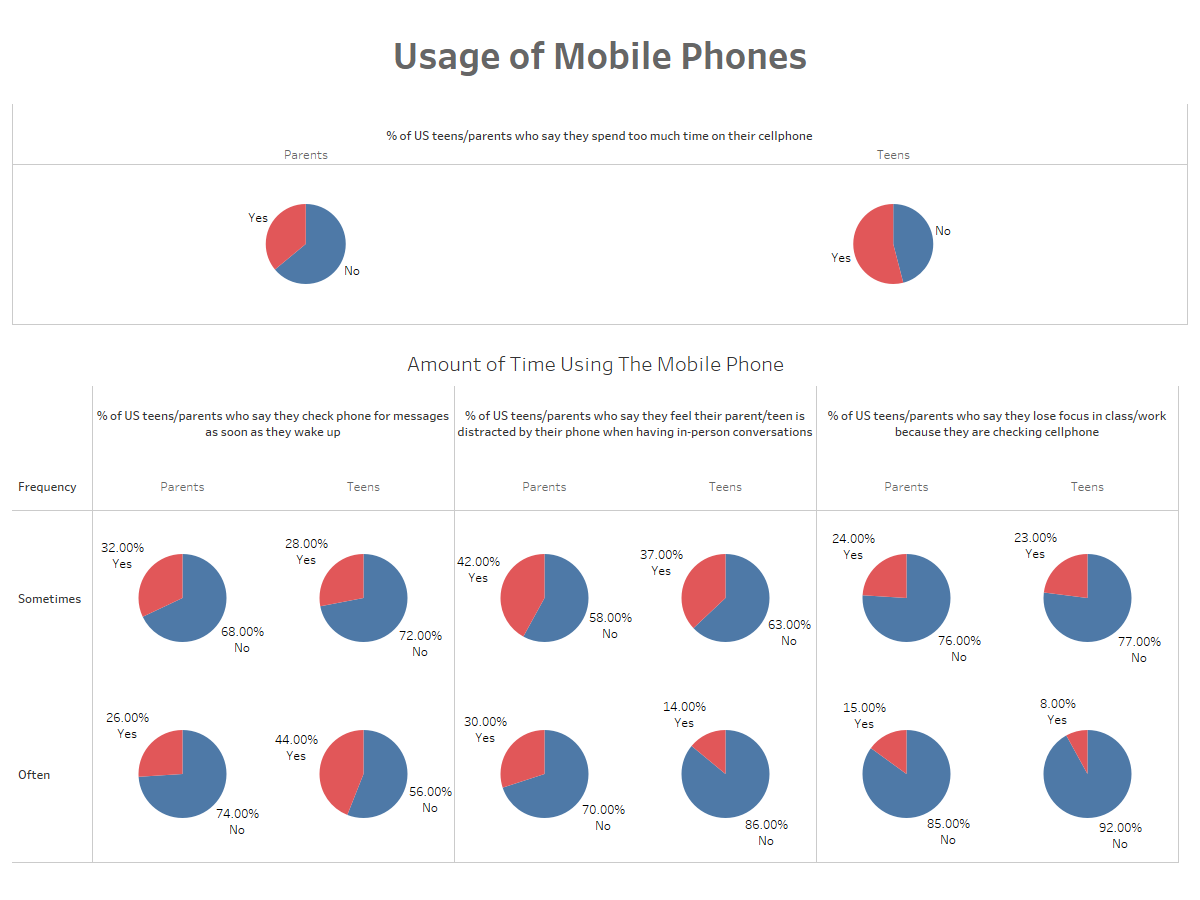 Usage of Mobile Phones
% of US teens/parents who say they spend too much time on their cellphone
Parents
Teens
Yes
No
Yes
No
Amount of Time Using The Mobile Phone
% of US teens/parents who say they check phone for messages
as soon as they wake up
% of US teens/parents who say they feel their parent/teen is
distracted by their phone when having in-person conversations
% of US teens/parents who say they lose focus in class/work
because they are checking cellphone
Frequency
Parents
Teens
Parents
Teens
Parents
Teens
Sometimes
32.00%
Yes
68.00%
No
28.00%
Yes
72.00%
No
42.00%
Yes
58.00%
No
37.00%
Yes
63.00%
No
24.00%
Yes
76.00%
No
23.00%
Yes
77.00%
No
Often
26.00%
Yes
74.00%
No
44.00%
Yes
56.00%
No
30.00%
Yes
70.00%
No
14.00%
Yes
86.00%
No
15.00%
Yes
85.00%
No
8.00%
Yes
92.00%
No